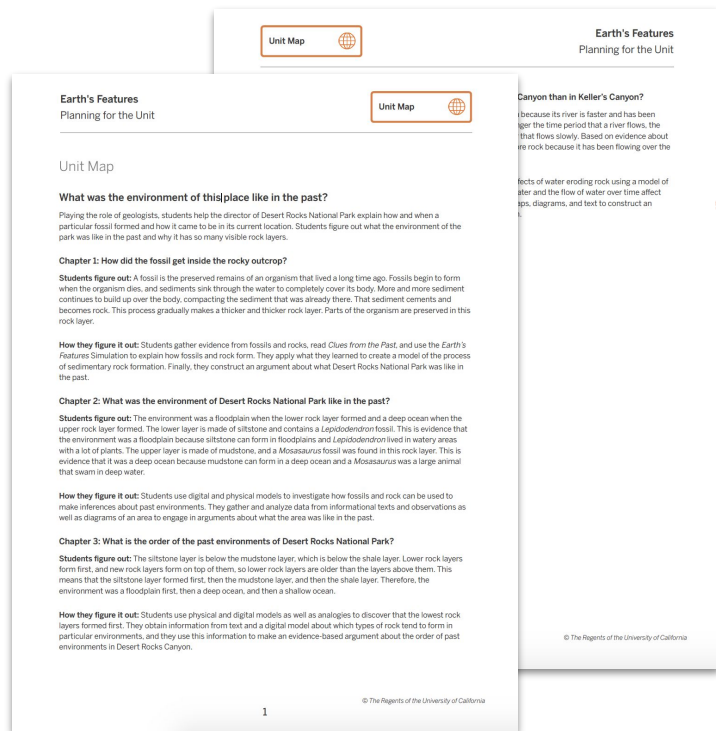 Unit Map
Earth's Features
Planning for the Unit
Canyon than in Keller's Canyon?
because its river is faster and has been
nger the time period that a river flows, the
that flows slowly. Based on evidence about
re rock because it has been flowing over the
fects of water eroding rock using a model of
ater and the flow of water over time affect
aps, diagrams, and text to construct an
© The Regents of the University of California
Earth's Features
Planning for the Unit
Unit Map
Unit Map
What was the environment of this place like in the past?
Playing the role of geologists, students help the director of Desert Rocks National Park explain how and when a
particular fossil formed and how it came to be in its current location. Students figure out what the environment of the
park was like in the past and why it has so many visible rock layers.
Chapter 1: How did the fossil get inside the rocky outcrop?
Students figure out: A fossil is the preserved remains of an organism that lived a long time ago. Fossils begin to form
when the organism dies, and sediments sink through the water to completely cover its body. More and more sediment
continues to build up over the body, compacting the sediment that was already there. That sediment cements and
becomes rock. This process gradually makes a thicker and thicker rock layer. Parts of the organism are preserved in this
rock layer.
How they figure it out: Students gather evidence from fossils and rocks, read Clues from the Past, and use the Earth's
Features Simulation to explain how fossils and rock form. They apply what they learned to create a model of the process
of sedimentary rock formation. Finally, they construct an argument about what Desert Rocks National Park was like in
the past.
Chapter 2: What was the environment of Desert Rocks National Park like in the past?
Students figure out: The environment was a floodplain when the lower rock layer formed and a deep ocean when the
upper rock layer formed. The lower layer is made of siltstone and contains a Lepidodendron fossil. This is evidence that
the environment was a floodplain because siltstone can form in floodplains and Lepidodendron lived in watery areas
with a lot of plants. The upper layer is made of mudstone, and a Mosasaurus fossil was found in this rock layer. This is
evidence that it was a deep ocean because mudstone can form in a deep ocean and a Mosasaurus was a large animal
that swam in deep water.
How they figure it out: Students use digital and physical models to investigate how fossils and rock can be used to
make inferences about past environments. They gather and analyze data from informational texts and observations as
well as diagrams of an area to engage in arguments about what the area was like in the past.
Chapter 3: What is the order of the past environments of Desert Rocks National Park?
Students figure out: The siltstone layer is below the mudstone layer, which is below the shale layer. Lower rock layers
form first, and new rock layers form on top of them, so lower rock layers are older than the layers above them. This
means that the siltstone layer formed first, then the mudstone layer, and then the shale layer. Therefore, the
environment was a floodplain first, then a deep ocean, and then a shallow ocean.
How they figure it out: Students use physical and digital models as well as analogies to discover that the lowest rock
layers formed first. They obtain information from text and a digital model about which types of rock tend to form in
particular environments, and they use this information to make an evidence-based argument about the order of past
environments in Desert Rocks Canyon.
© The Regents of the University of California
1